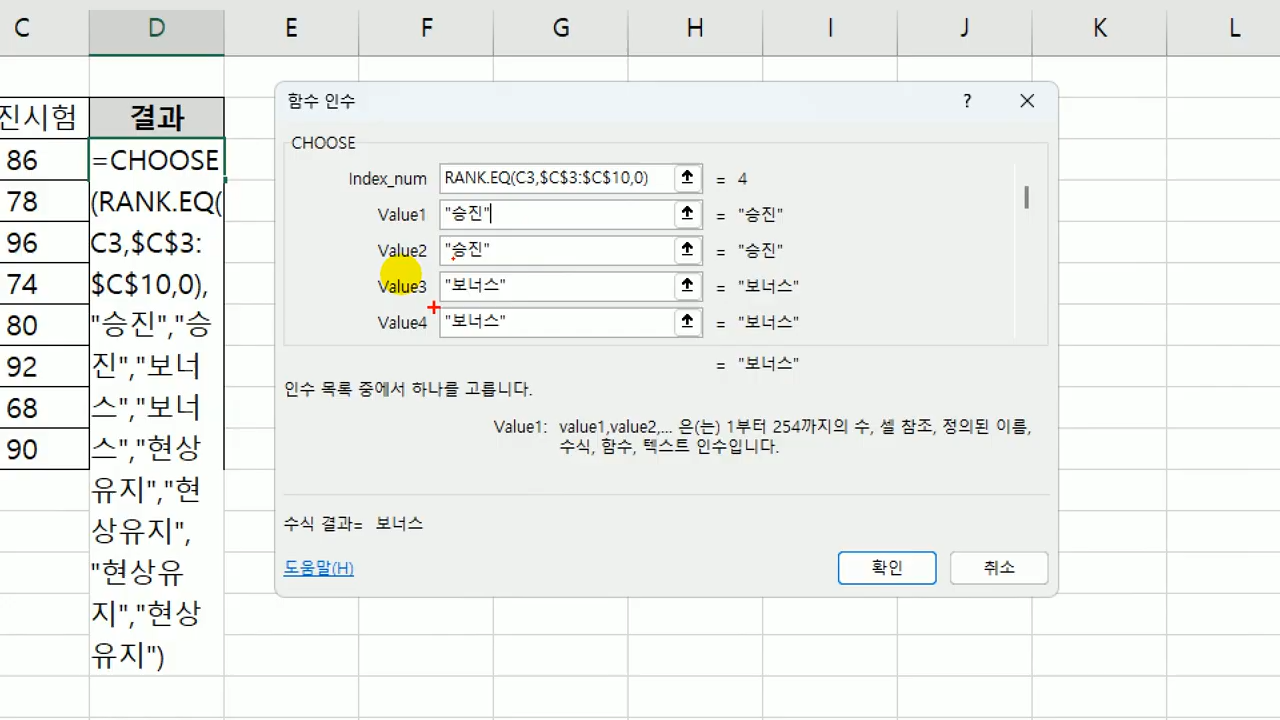 C D E F G H I J K L
진시험 결과
86 =CHOOSE
78 (RANK.EQ(
96 C3,$C$3:
74 $C$10,0),
80 "승진","승
92 진","보너
68 스","보너
90 스","현상
유지","현
상유지",
"현상유
지","현상
유지")
함수 인수 ?
CHOOSE
Index_num RANK.EQ(C3,$C$3:$C$10,0) = 4
Value1 "승진" = "승진"
Value2 "승진" = "승진"
Value3 "보너스" = "보너스"
Value4 "보너스" = "보너스"
= "보너스"
인수 목록 중에서 하나를 고릅니다.
Value1: value1,value2,... 은(는) 1부터 254까지의 수, 셀 참조, 정의된 이름,
수식, 함수, 텍스트 인수입니다.
수식 결과= 보너스
도움말(H) 확인 취소